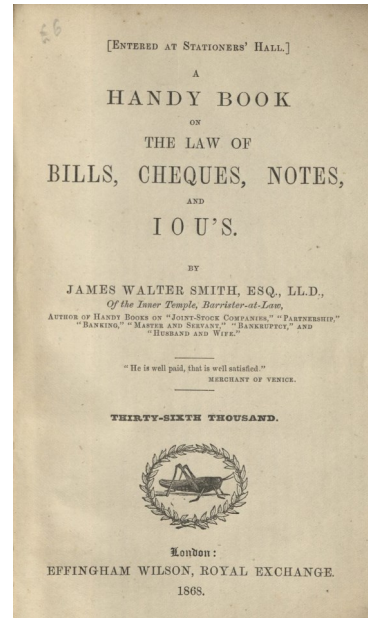 £6
[ENTERED AT STATIONERS' HALL.]
A
HANDY BOOK
ON
THE LAW OF
BILLS, CHEQUES, NOTES,
AND
I O U'S.
BY
JAMES WALTER SMITH, ESQ., LL.D.,
Of the Inner Temple, Barrister-at-Law,
AUTHOR OF HANDY BOOKS ON "JOINT-STOCK COMPANIES," "PARTNERSHIP,"
"BANKING," "MASTER AND SERVANT," "BANKRUPTCY," AND
"HUSBAND AND WIFE."
"He is well paid, that is well satisfied."
MERCHANT OF VENICE.
THIRTY-SIXTH THOUSAND.
London:
EFFINGHAM WILSON, ROYAL EXCHANGE.
1868.